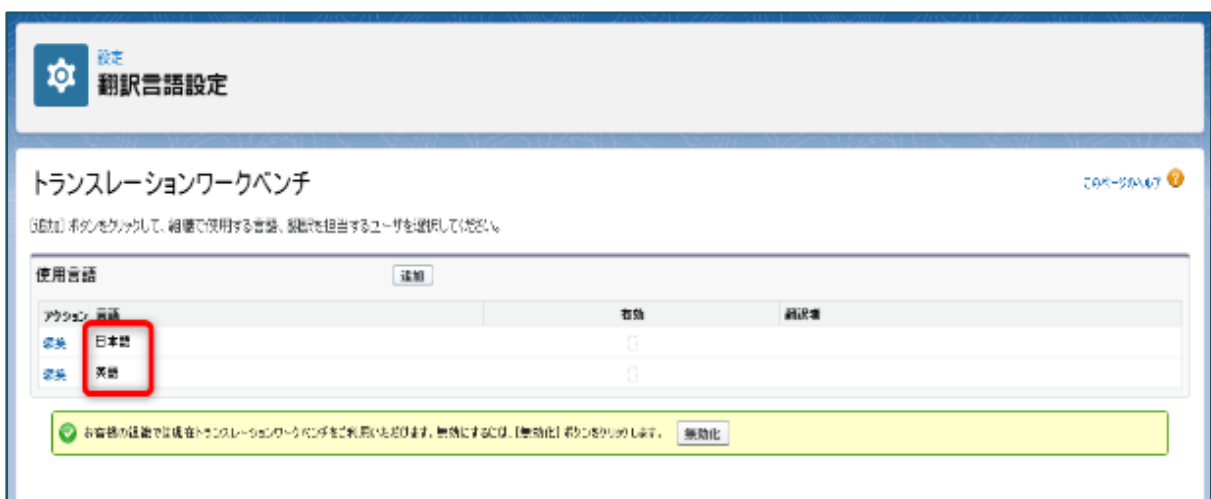 設定
翻訳言語設定
トランスレーションワークベンチ
このページのヘルプ
[追加] ボタンをクリックして、組織で使用する言語、翻訳を担当するユーザを選択してください。
使用言語
追加
アクション 言語 有効 翻訳者
編集 日本語
編集 英語
お客様の組織では現在トランスレーションワークベンチをご利用いただけます。無効にするには、[無効化] ボタンをクリックします。
無効化